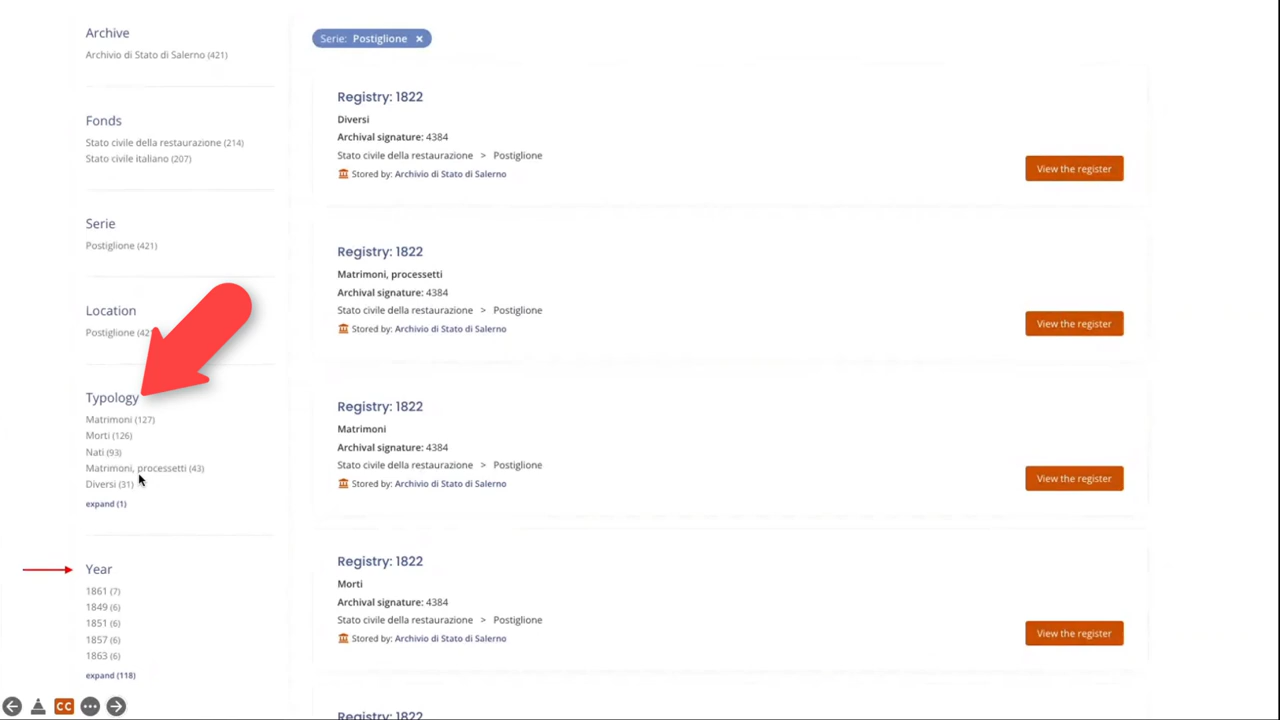 Archive
Archivio di Stato di Salerno (421)
Fonds
Stato civile della restaurazione (214)
Stato civile italiano (207)
Serie
Postiglione (421)
Location
Postiglione (42
Typology
Matrimoni (127)
Morti (126)
Nati (93)
Matrimoni, processetti (43)
Diversi (31)
expand (1)
Year
1861 (7)
1849 (6)
1851 (6)
1857 (6)
1863 (6)
expand (118)
CC
Serie: Postiglione ×
Registry: 1822
Diversi
Archival signature: 4384
Stato civile della restaurazione > Postiglione
Stored by: Archivio di Stato di Salerno
View the register
Registry: 1822
Matrimoni, processetti
Archival signature: 4384
Stato civile della restaurazione > Postiglione
Stored by: Archivio di Stato di Salerno
View the register
Registry: 1822
Matrimoni
Archival signature: 4384
Stato civile della restaurazione > Postiglione
Stored by: Archivio di Stato di Salerno
View the register
Registry: 1822
Morti
Archival signature: 4384
Stato civile della restaurazione > Postiglione
Stored by: Archivio di Stato di Salerno
View the register
Registry: 1822